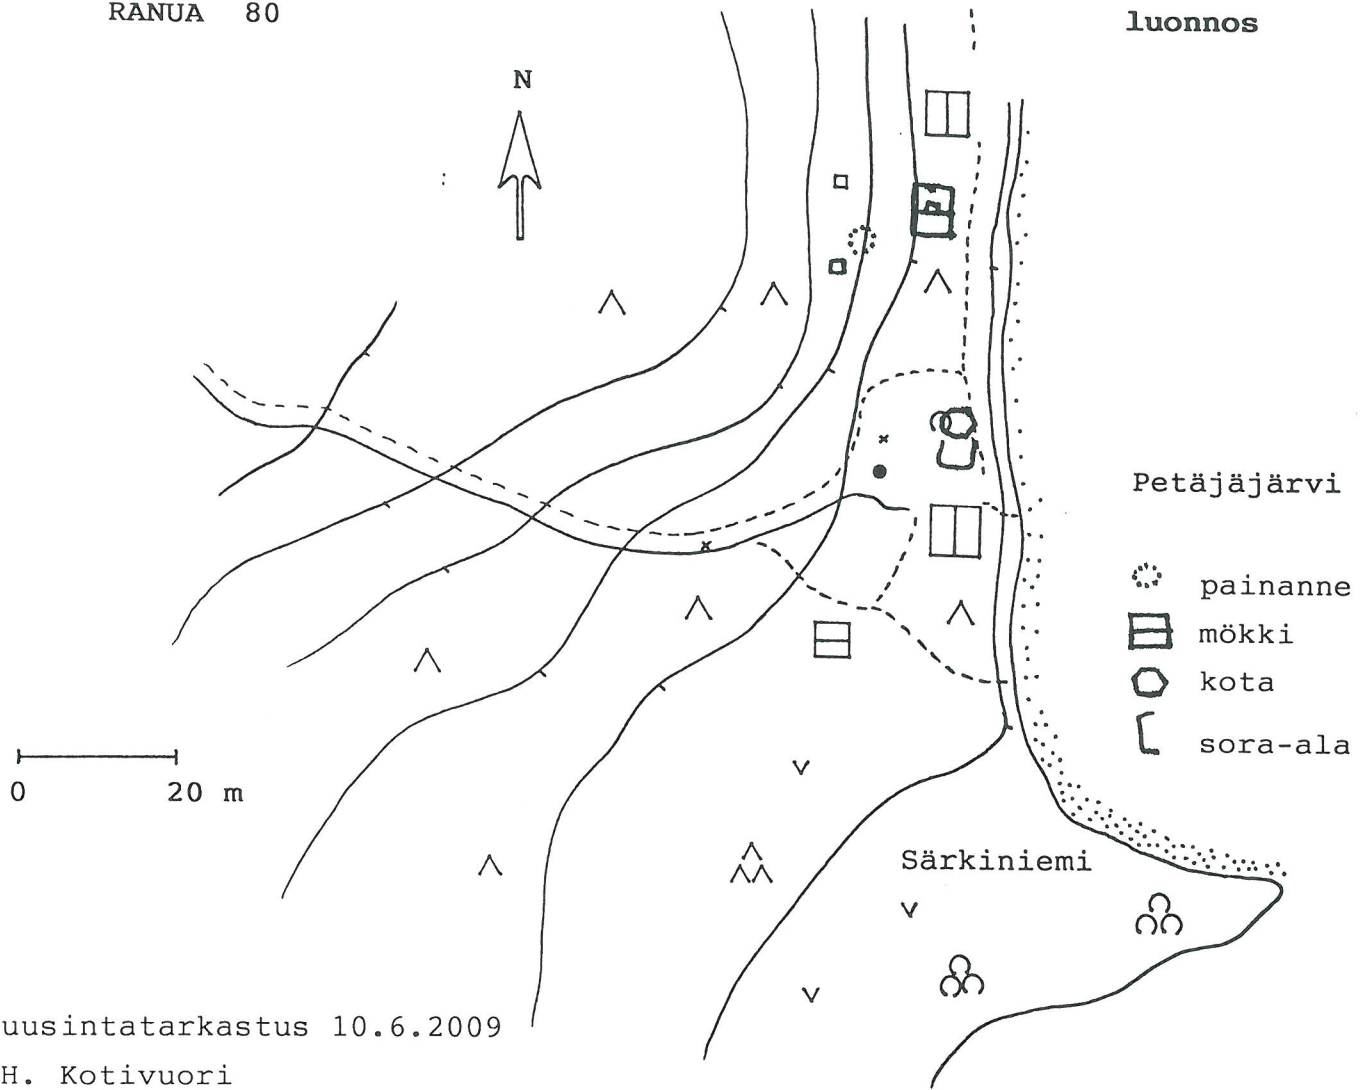 RANUA 80
luonnos
N
Petäjäjärvi
painanne
mökki
kota
sora-ala
0 20 m
Särkiniemi
uusintatarkastus 10.6.2009
H. Kotivuori